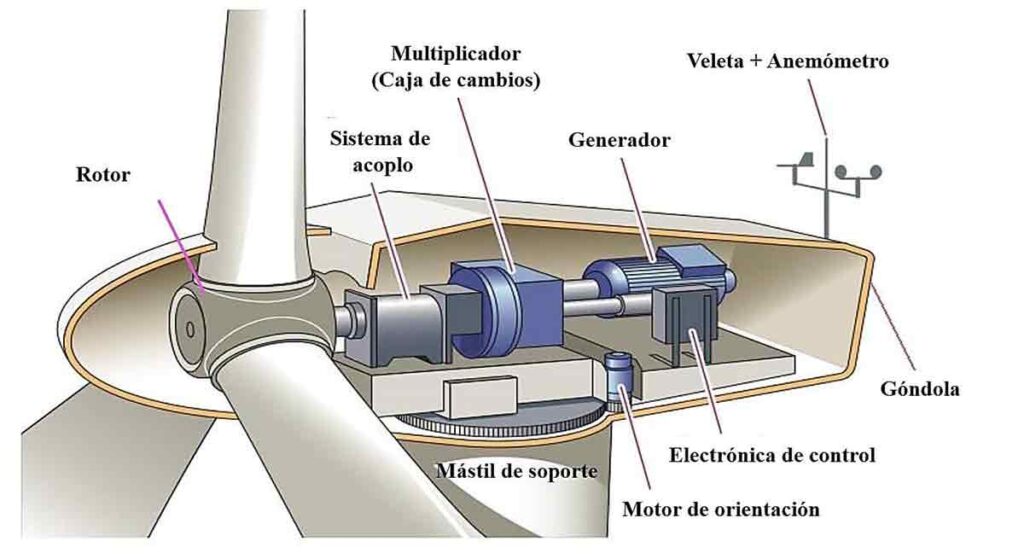 Multiplicador
(Caja de cambios)
Veleta + Anemómetro
Sistema de
acoplo
Generador
Rotor
Góndola
Electrónica de control
Mástil de soporte
Motor de orientación